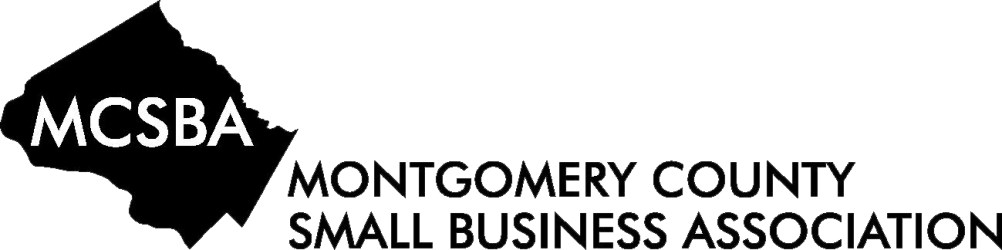 MCSBA
MONTGOMERY COUNTY
SMALL BUSINESS ASSOCIATION